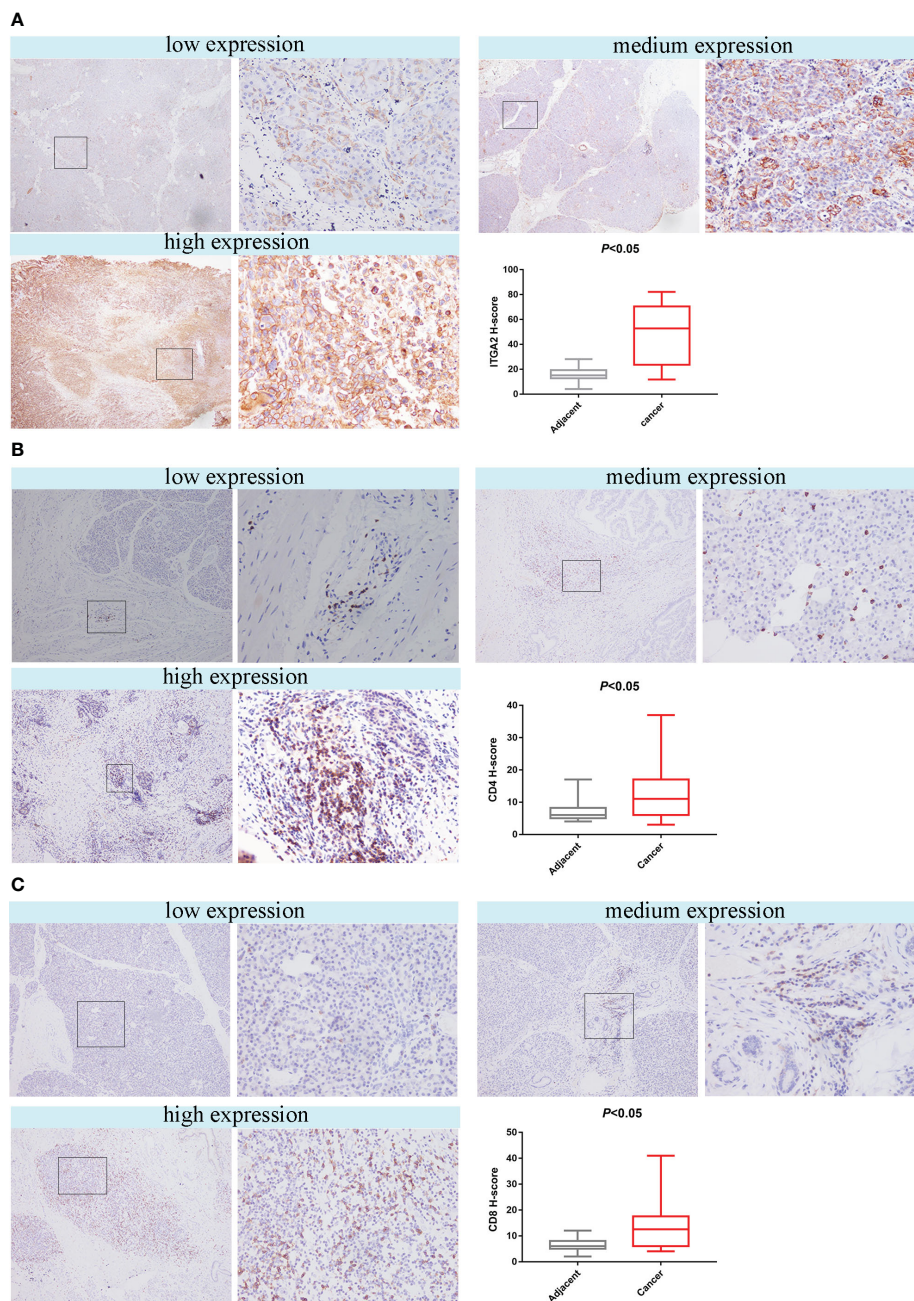 A
low expression
medium expression
high expression
P<0.05
ITGA2 H-score
100
80
60
40
20
0
Adjacent
cancer
B
low expression
medium expression
high expression
P<0.05
CD4 H-score
40
30
20
10
0
Adjacent
Cancer
C
low expression
medium expression
high expression
P<0.05
CD8 H-score
50
40
30
20
10
0
Adjacent
Cancer